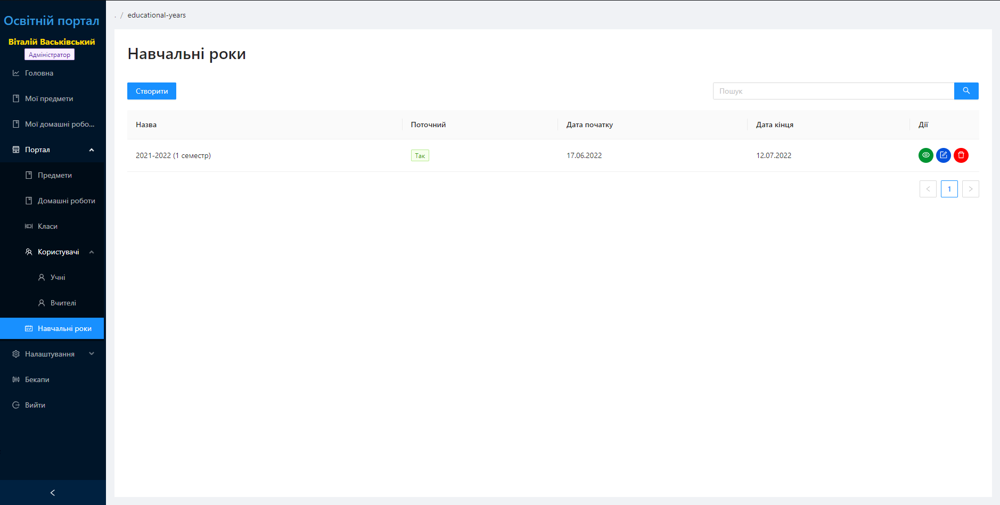 Освітній портал
Віталій Васьківський
Адміністратор
Головна
Мої предмети
Мої домашні робо...
Портал
Предмети
Домашні роботи
Класи
Користувачі
Учні
Вчителі
Навчальні роки
Налаштування
Бекапи
Вийти
. / educational-years
Навчальні роки
Створити
Пошук
Назва Поточний Дата початку Дата кінця Дії
2021-2022 (1 семестр) Так 17.06.2022 12.07.2022
1